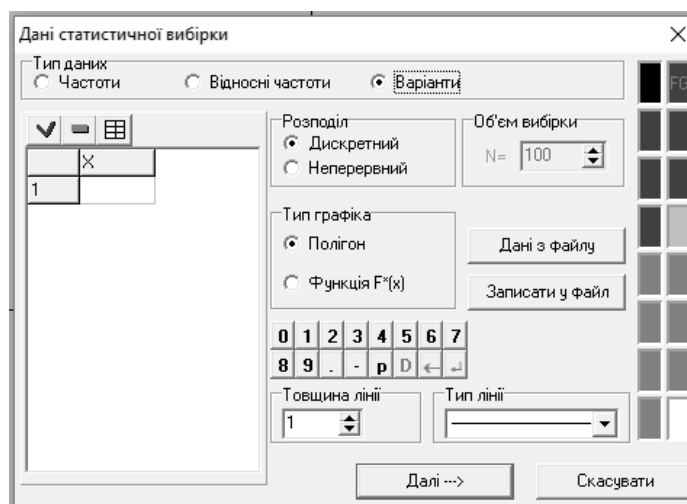 Дані статистичної вибірки
Тип даних
Частоти Відносні частоти Варіанти
X
1
Розподіл
Дискретний
Неперервний
Об'єм вибірки
N= 100
Тип графіка
Полігон
Функція F*(x)
Дані з файлу
Записати у файл
0 1 2 3 4 5 6 7
8 9 . - p D ← ↵
Товщина лінії
1
Тип лінії
Далі --->
Скасувати
FG